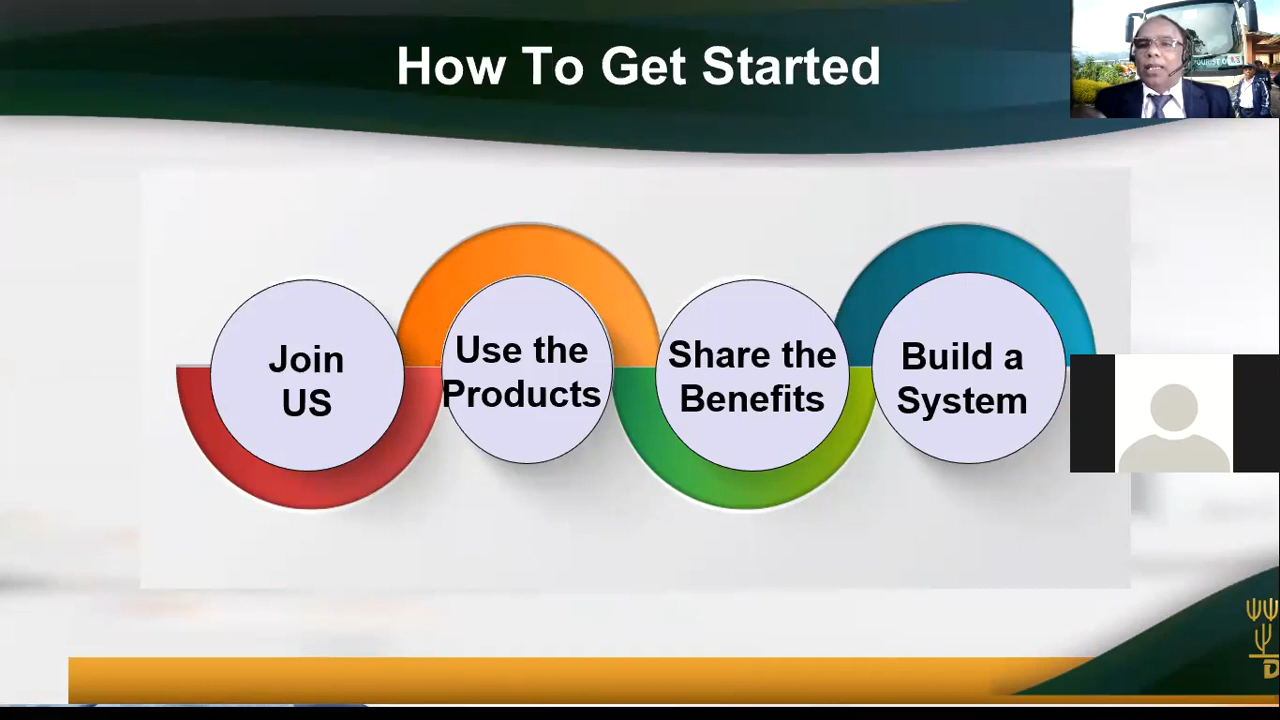 How To Get Started
Join
US
Use the
Products
Share the
Benefits
Build a
System